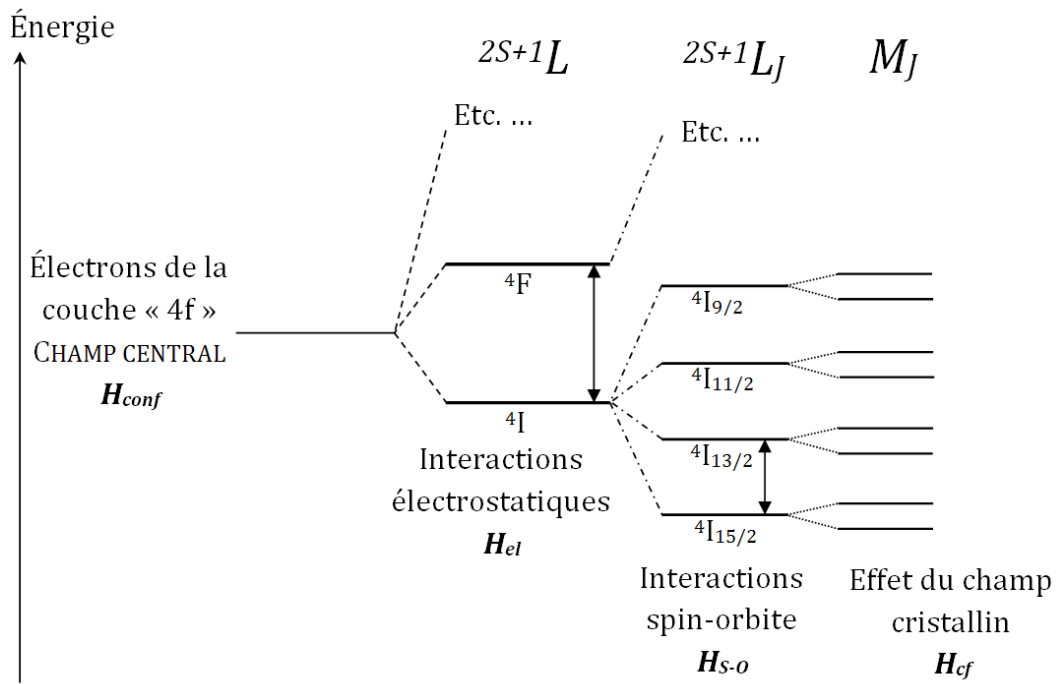 Énergie
2S+1L
2S+1LJ
MJ
Etc. ...
Etc. ...
Électrons de la
couche « 4f »
CHAMP CENTRAL
Hconf
4F
4I
Interactions
électrostatiques
Hel
4I9/2
4I11/2
4I13/2
4I15/2
Interactions
spin-orbite
HS-O
Effet du champ
cristallin
Hcf